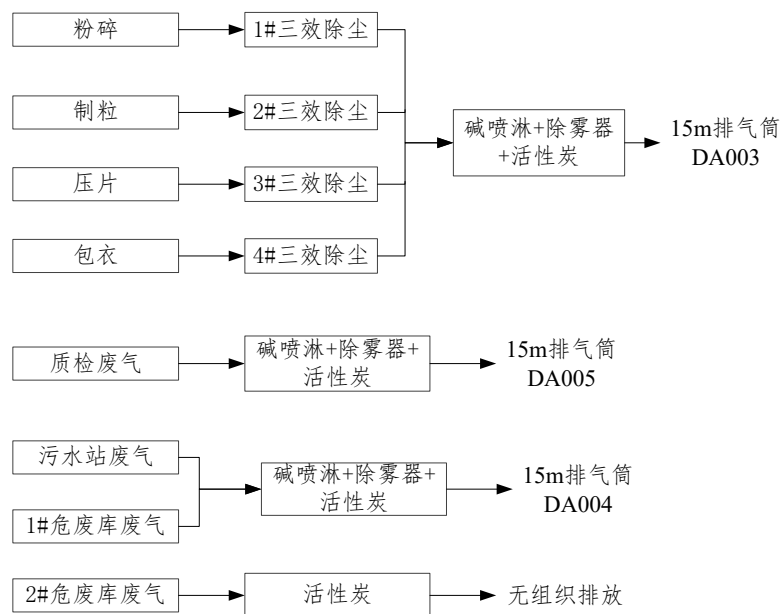 粉碎
1#三效除尘
制粒
2#三效除尘
碱喷淋+除雾器
+活性炭
15m排气筒
DA003
压片
3#三效除尘
包衣
4#三效除尘
质检废气
碱喷淋+除雾器+
活性炭
15m排气筒
DA005
污水站废气
1#危废库废气
碱喷淋+除雾器+
活性炭
15m排气筒
DA004
2#危废库废气
活性炭
无组织排放